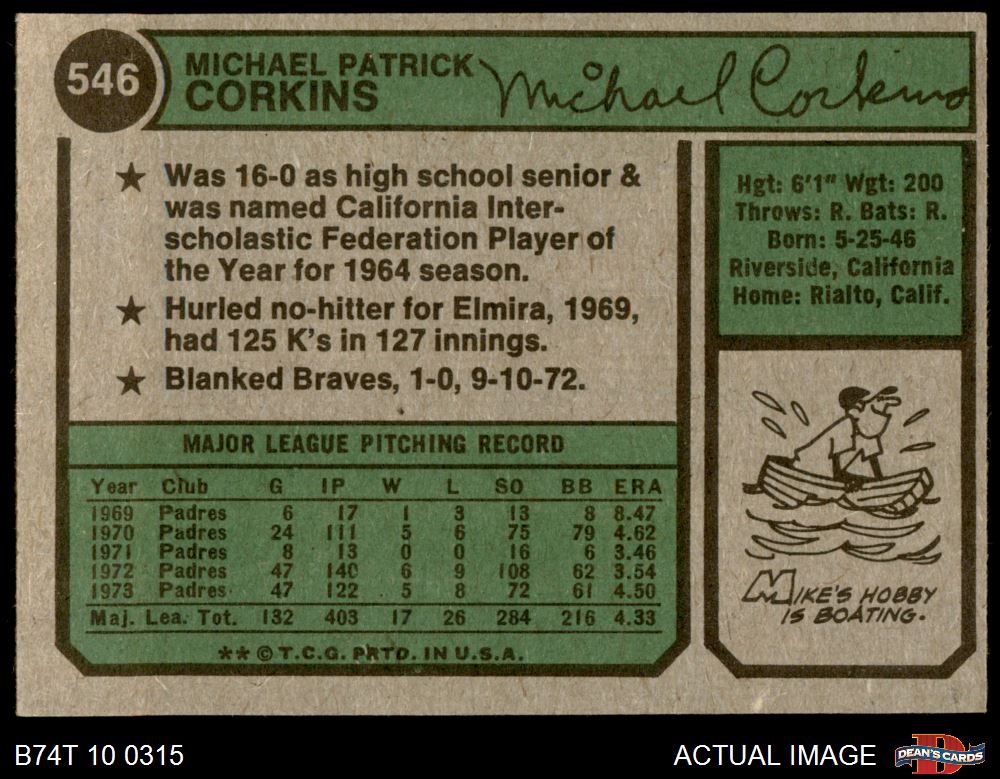 546
MICHAEL PATRICK
CORKINS
Michael Corkins
★ Was 16-0 as high school senior &
was named California Inter-
scholastic Federation Player of
the Year for 1964 season.
★ Hurled no-hitter for Elmira, 1969,
had 125 K's in 127 innings.
★ Blanked Braves, 1-0, 9-10-72.
Hgt: 6'1" Wgt: 200
Throws: R. Bats: R.
Born: 5-25-46
Riverside, California
Home: Rialto, Calif.
MAJOR LEAGUE PITCHING RECORD
Year Club G IP W L SO BB ERA
1969 Padres 6 17 1 3 13 8 8.47
1970 Padres 24 111 5 6 75 79 4.62
1971 Padres 8 13 0 0 16 6 3.46
1972 Padres 47 140 6 9 108 62 3.54
1973 Padres 47 122 5 8 72 61 4.50
Maj. Lea. Tot. 132 403 17 26 284 216 4.33
** © T.C.G. PRTD. IN U.S.A.
MIKE'S HOBBY
IS BOATING.
B74T 10 0315
ACTUAL IMAGE
DEAN'S CARDS